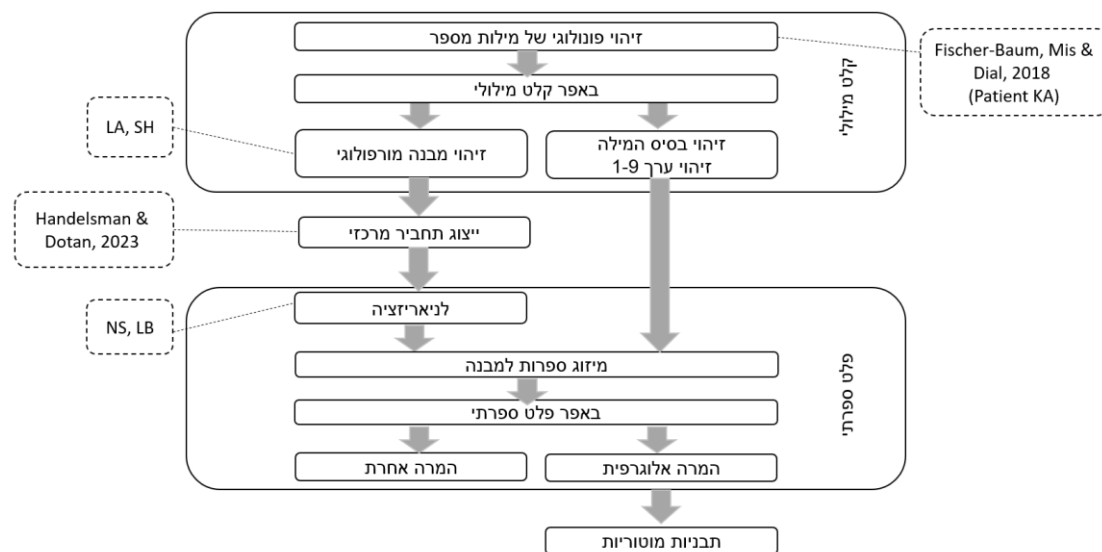 זיהוי פונולוגי של מילות מספר
Fischer-Baum, Mis &
Dial, 2018
(Patient KA)
קלט מילולי
באפר קלט מילולי
LA, SH
זיהוי מבנה מורפולוגי
זיהוי בסיס המילה
זיהוי ערך 1-9
Handelsman &
Dotan, 2023
ייצוג תחביר מרכזי
NS, LB
לניאריזציה
פלט ספרתי
מיזוג ספרות למבנה
באפר פלט ספרתי
המרה אחרת
המרה אלוגרפית
תבניות מוטוריות